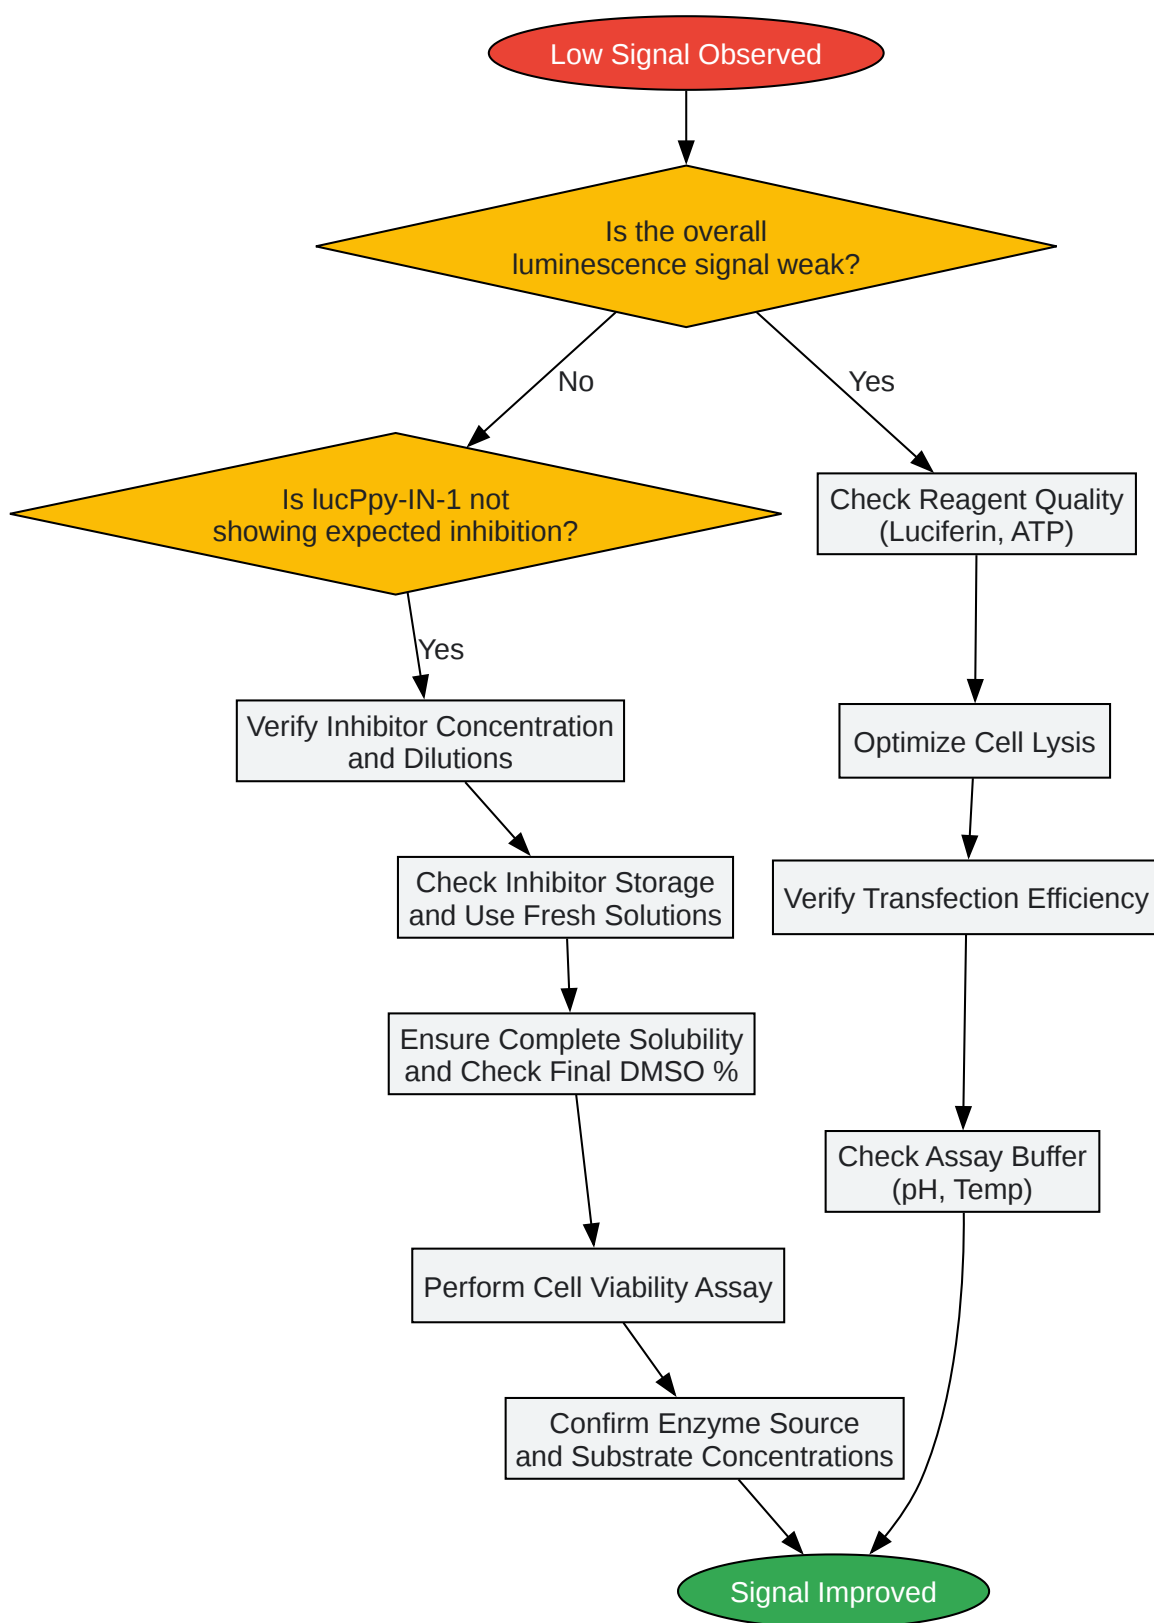 Low Signal Observed
Is the overall
luminescence signal weak?
No
Yes
Is lucPpy-IN-1 not
showing expected inhibition?
Check Reagent Quality
(Luciferin, ATP)
Yes
Verify Inhibitor Concentration
and Dilutions
Optimize Cell Lysis
Check Inhibitor Storage
and Use Fresh Solutions
Verify Transfection Efficiency
Ensure Complete Solubility
and Check Final DMSO %
Check Assay Buffer
(pH, Temp)
Perform Cell Viability Assay
Confirm Enzyme Source
and Substrate Concentrations
Signal Improved